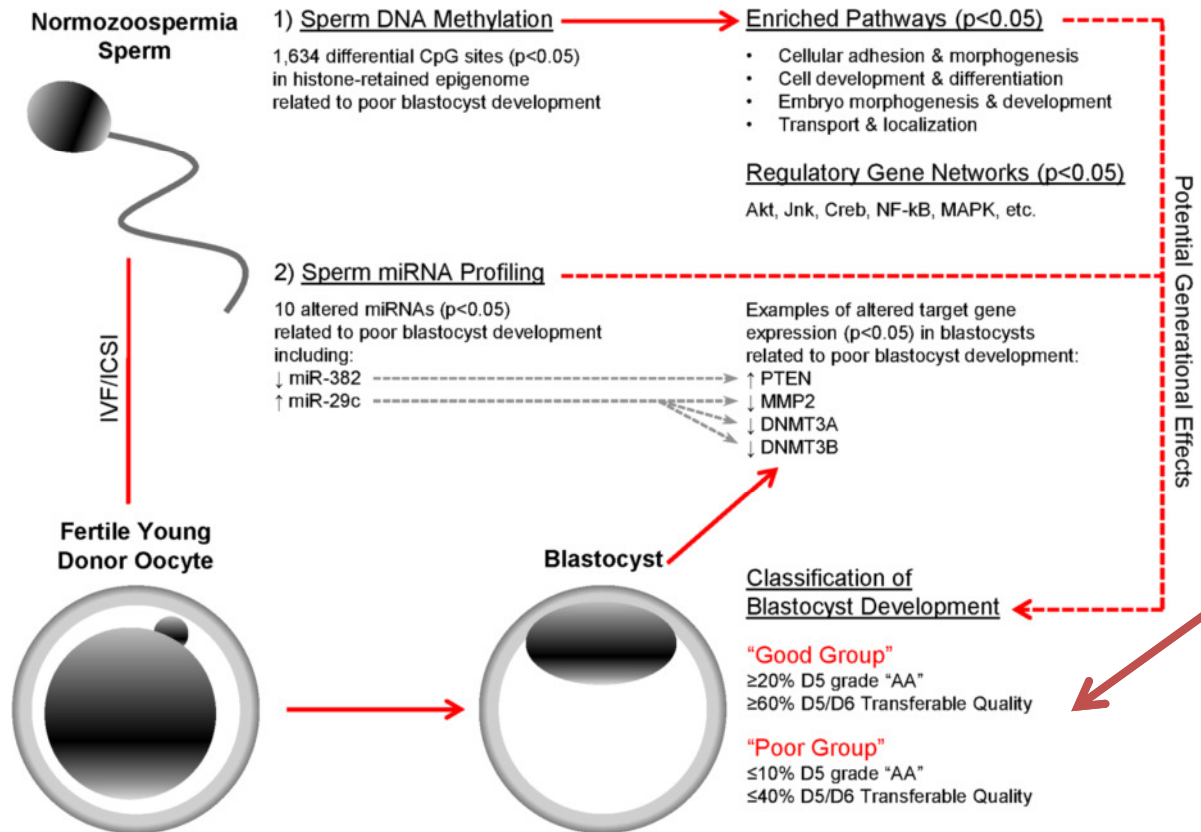 Normozoospermia
Sperm
1) Sperm DNA Methylation
1,634 differential CpG sites (p<0.05)
in histone-retained epigenome
related to poor blastocyst development
Enriched Pathways (p<0.05)
• Cellular adhesion & morphogenesis
• Cell development & differentiation
• Embryo morphogenesis & development
• Transport & localization
Regulatory Gene Networks (p<0.05)
Akt, Jnk, Creb, NF-kB, MAPK, etc.
Potential Generational Effects
2) Sperm miRNA Profiling
10 altered miRNAs (p<0.05)
related to poor blastocyst development
including:
↓ miR-382
↑ miR-29c
Examples of altered target gene
expression (p<0.05) in blastocysts
related to poor blastocyst development:
↑ PTEN
↓ MMP2
↓ DNMT3A
↓ DNMT3B
IVF/ICSI
Fertile Young
Donor Oocyte
Blastocyst
Classification of
Blastocyst Development
“Good Group”
≥20% D5 grade “AA”
≥60% D5/D6 Transferable Quality
“Poor Group”
≤10% D5 grade “AA”
≤40% D5/D6 Transferable Quality